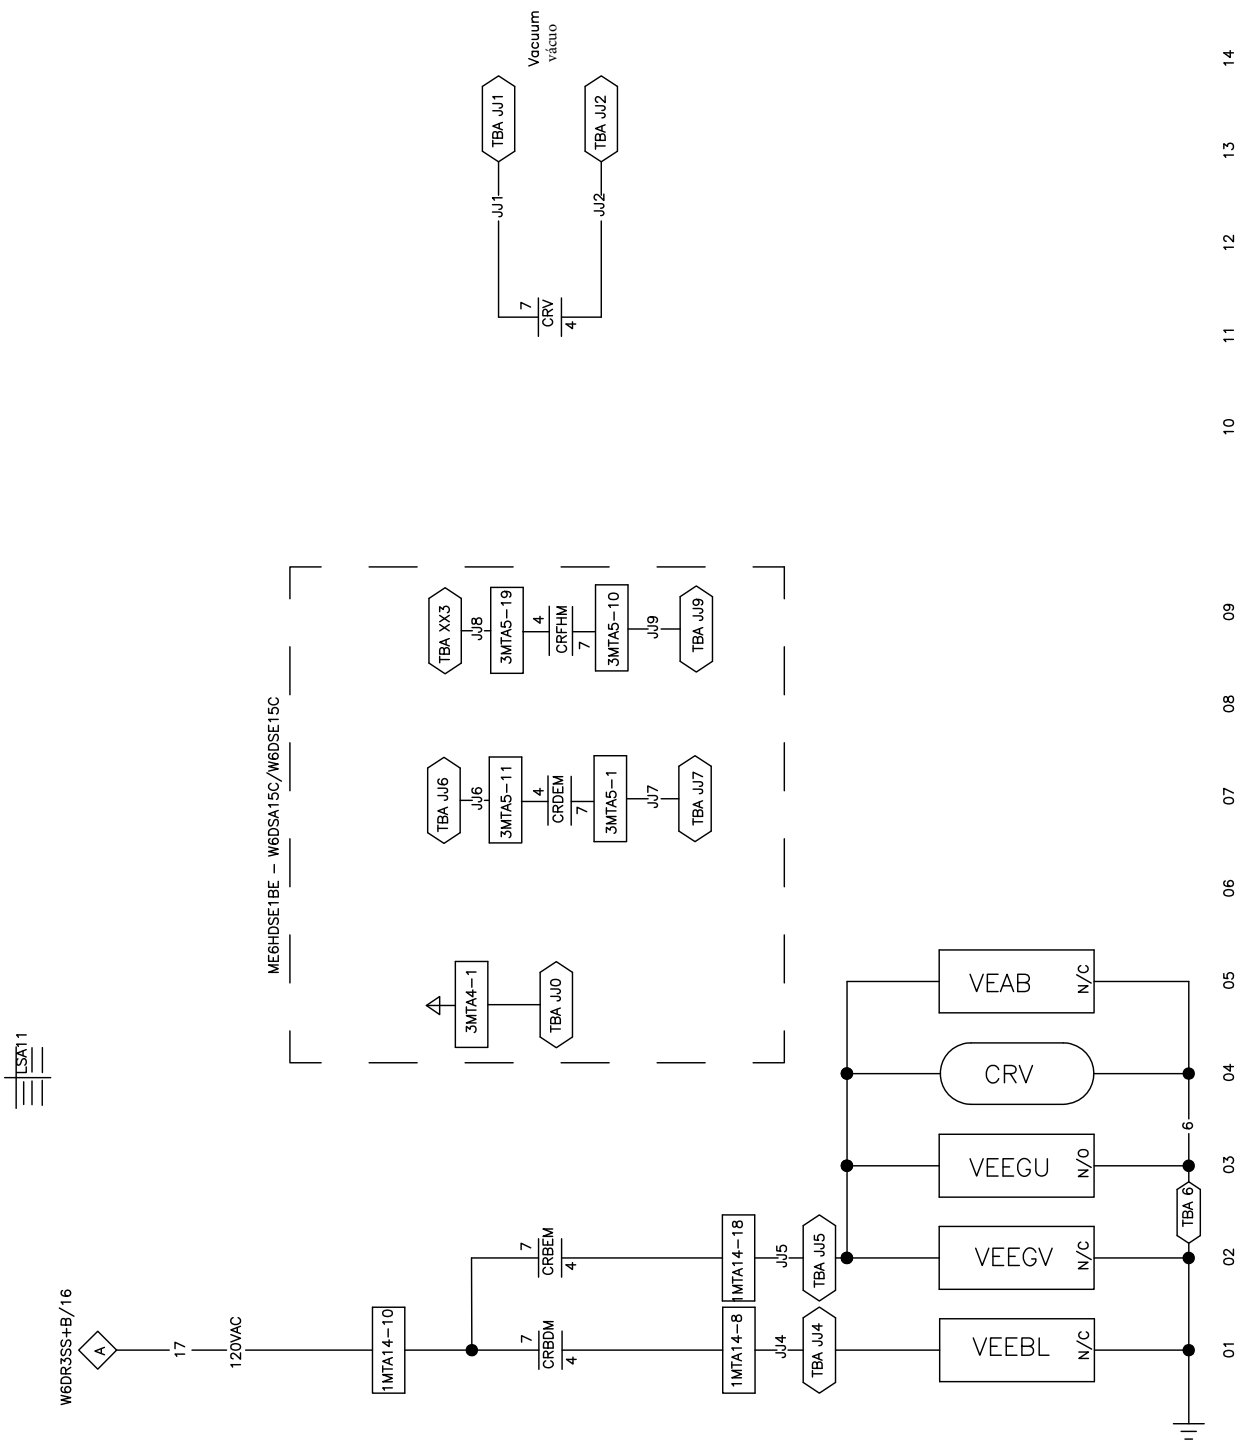 LSA11
W6DR3SS+B/16
A
17
120VAC
1MTA14-10
7
CRBDM
4
1MTA14-8
JJ4
TBA JJ4
VEEBL
N/C
7
CRBEM
4
1MTA14-18
JJ5
TBA JJ5
VEEGV
N/C
TBA 6
VEEGU
N/O
6
CRV
VEAB
N/C
ME6HDSE1BE - W6DSA15C/W6DSE15C
3MTA4-1
TBA JJ0
TBA JJ6
JJ6
3MTA5-11
4
CRDEM
7
3MTA5-1
JJ7
TBA JJ7
TBA XX3
JJ8
3MTA5-19
4
CRFHM
7
3MTA5-10
JJ9
TBA JJ9
7
CRV
4
JJ1
JJ2
TBA JJ1
TBA JJ2
Vacuum
vácuo
01
02
03
04
05
06
07
08
09
10
11
12
13
14